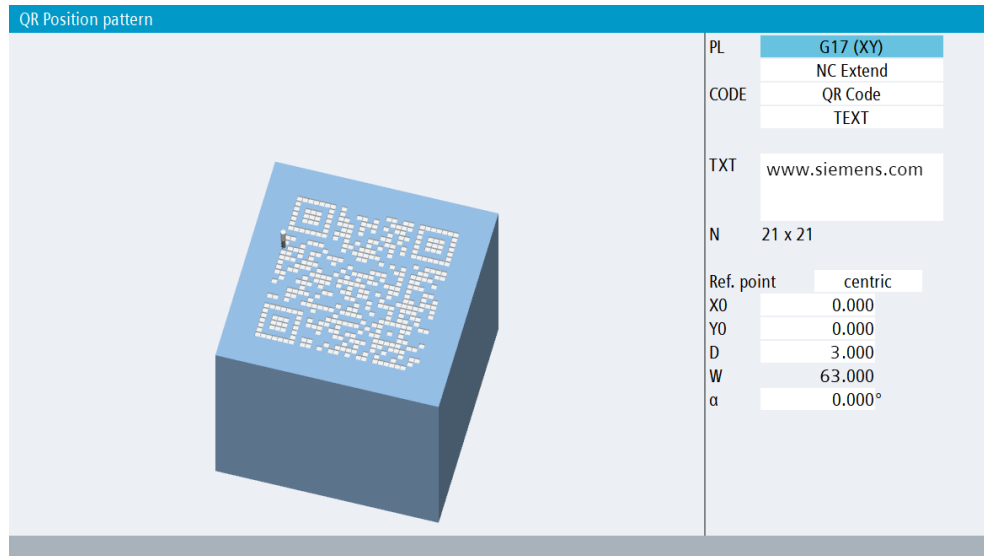 QR Position pattern
PL G17 (XY)
NC Extend
CODE QR Code
TEXT
TXT www.siemens.com
N 21 x 21
Ref. point centric
X0 0.000
Y0 0.000
D 3.000
W 63.000
α 0.000°